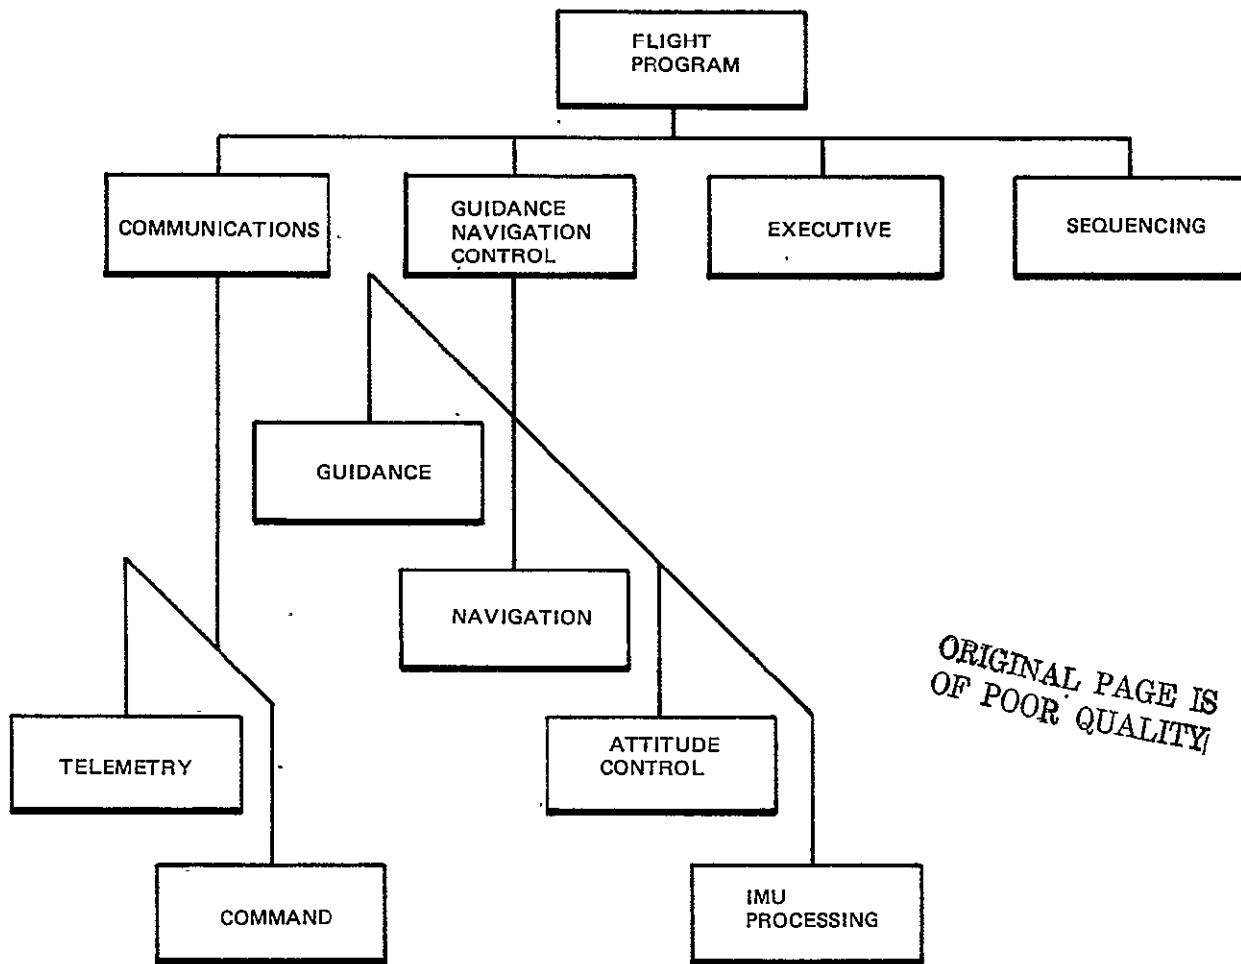 FLIGHT
PROGRAM
COMMUNICATIONS
GUIDANCE
NAVIGATION
CONTROL
EXECUTIVE
SEQUENCING
GUIDANCE
NAVIGATION
TELEMETRY
ATTITUDE
CONTROL
COMMAND
IMU
PROCESSING
ORIGINAL PAGE IS
OF POOR QUALITY